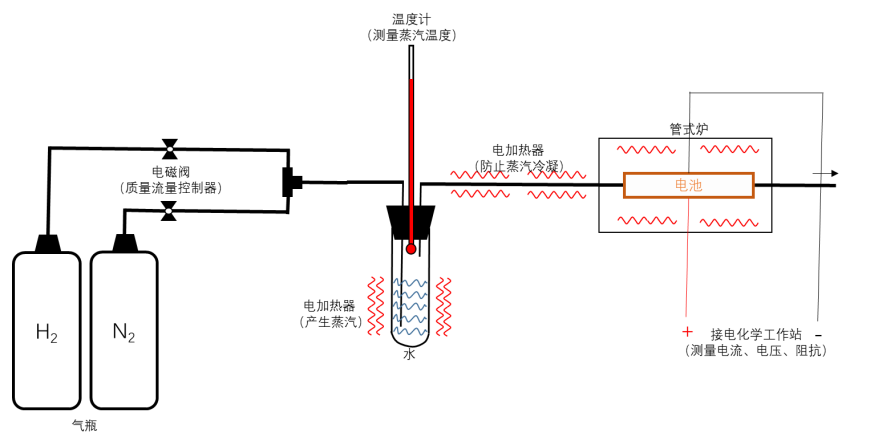 温度计
（测量蒸汽温度）
电磁阀
（质量流量控制器）
电加热器
（防止蒸汽冷凝）
管式炉
电池
H2
N2
电加热器
（产生蒸汽）
水
+
接电化学工作站
-
（测量电流、电压、阻抗）
气瓶